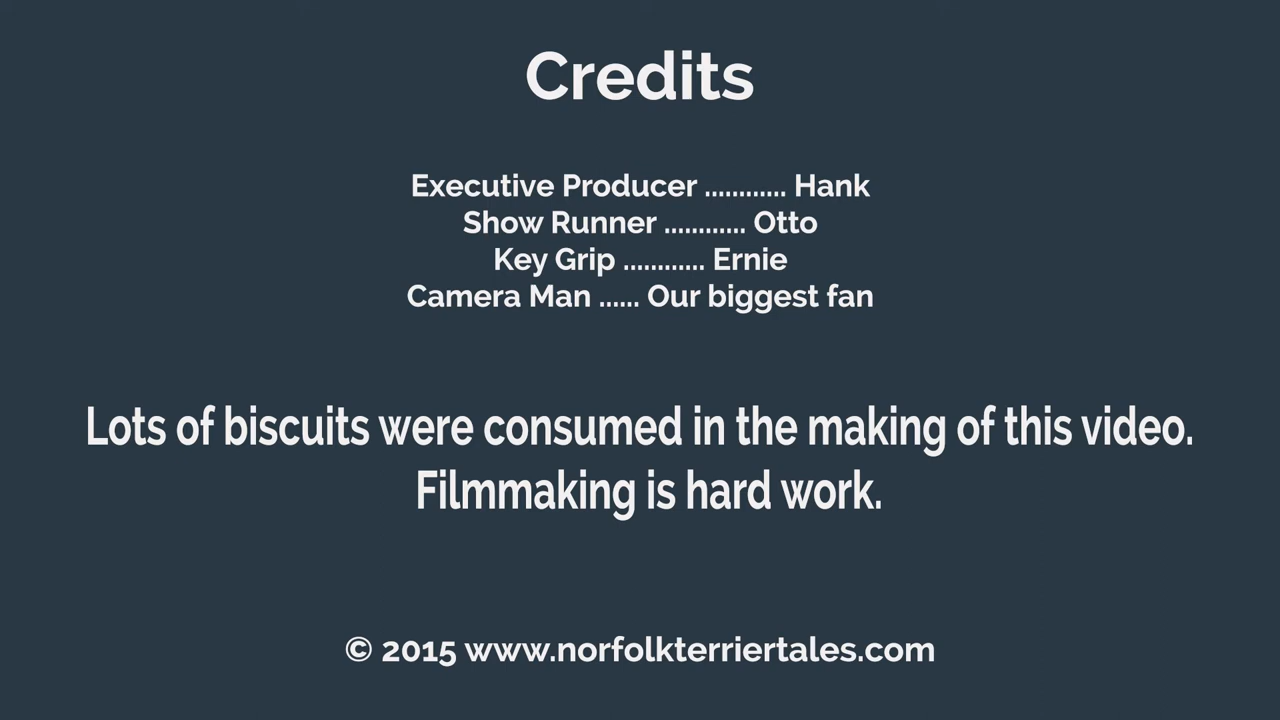 Credits
Executive Producer ............ Hank
Show Runner ............ Otto
Key Grip ............ Ernie
Camera Man ...... Our biggest fan
Lots of biscuits were consumed in the making of this video.
Filmmaking is hard work.
© 2015 www.norfolkterriertales.com